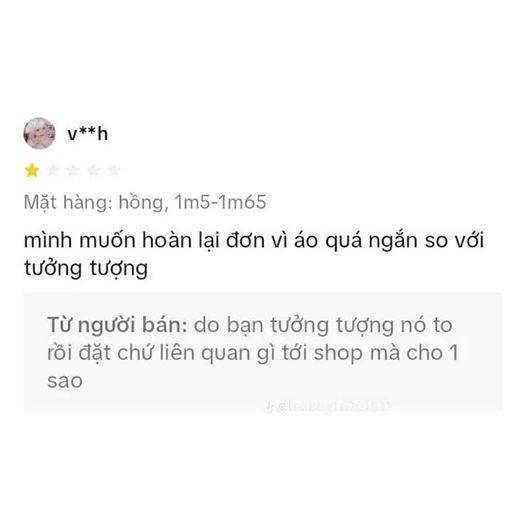 v**h
Mặt hàng: hồng, 1m5-1m65
mình muốn hoàn lại đơn vì áo quá ngắn so với
tưởng tượng
Từ người bán: do bạn tưởng tượng nó to
rồi đặt chứ liên quan gì tới shop mà cho 1
sao